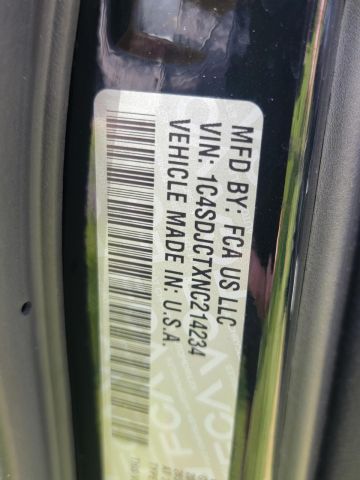 MFD BY: FCA US LLC
VIN: 1C4SDJCTXNC214234
VEHICLE MADE IN: U.S.A.